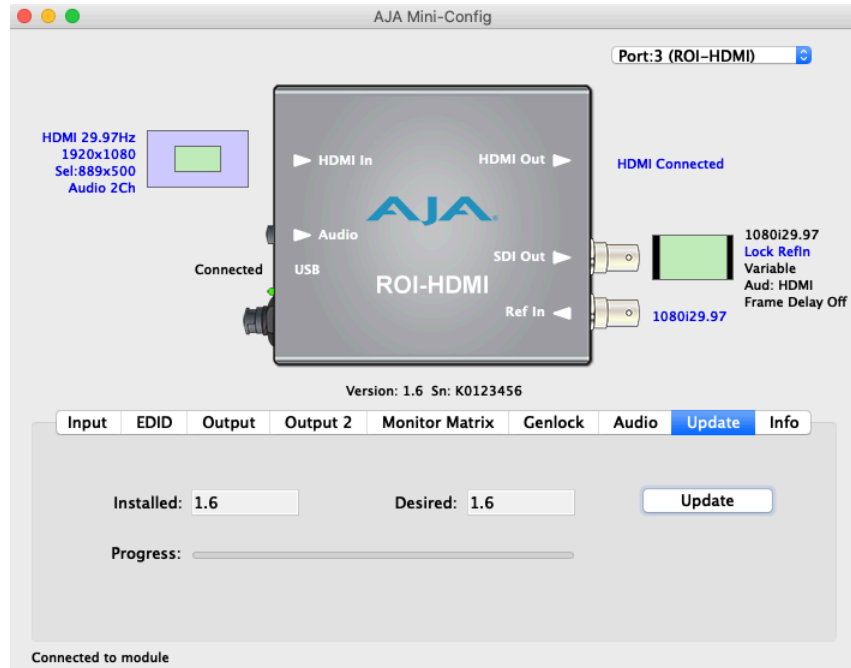 AJA Mini-Config
Port:3 (ROI-HDMI)
HDMI 29.97Hz
1920x1080
Sel:889x500
Audio 2Ch
HDMI In
HDMI Out
HDMI Connected
AJA
Audio
Connected
USB
SDI Out
ROI-HDMI
1080i29.97
Lock RefIn
Variable
Aud: HDMI
Frame Delay Off
Ref In
1080i29.97
Version: 1.6 Sn: K0123456
Input EDID Output Output 2 Monitor Matrix Genlock Audio Update Info
Installed: 1.6 Desired: 1.6 Update
Progress:
Connected to module